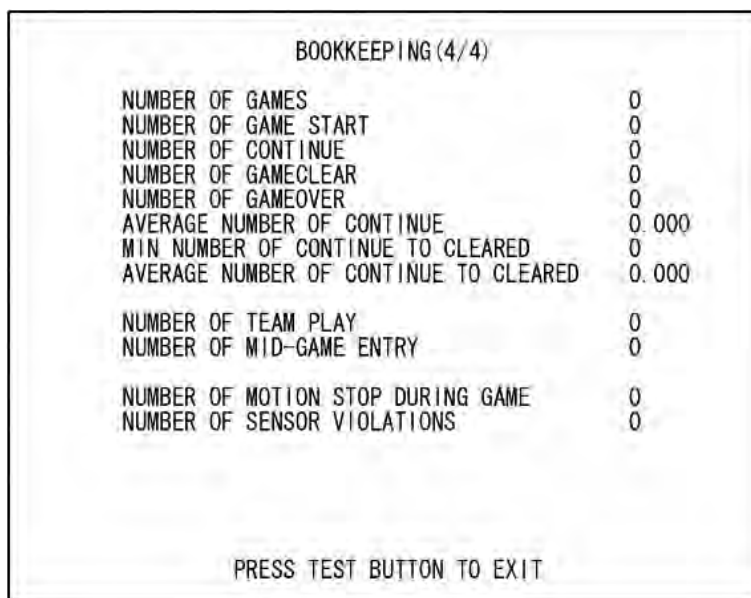 BOOKKEEPING(4/4)
NUMBER OF GAMES 0
NUMBER OF GAME START 0
NUMBER OF CONTINUE 0
NUMBER OF GAMECLEAR 0
NUMBER OF GAMEOVER 0
AVERAGE NUMBER OF CONTINUE 0.000
MIN NUMBER OF CONTINUE TO CLEARED 0
AVERAGE NUMBER OF CONTINUE TO CLEARED 0.000
NUMBER OF TEAM PLAY 0
NUMBER OF MID-GAME ENTRY 0
NUMBER OF MOTION STOP DURING GAME 0
NUMBER OF SENSOR VIOLATIONS 0
PRESS TEST BUTTON TO EXIT